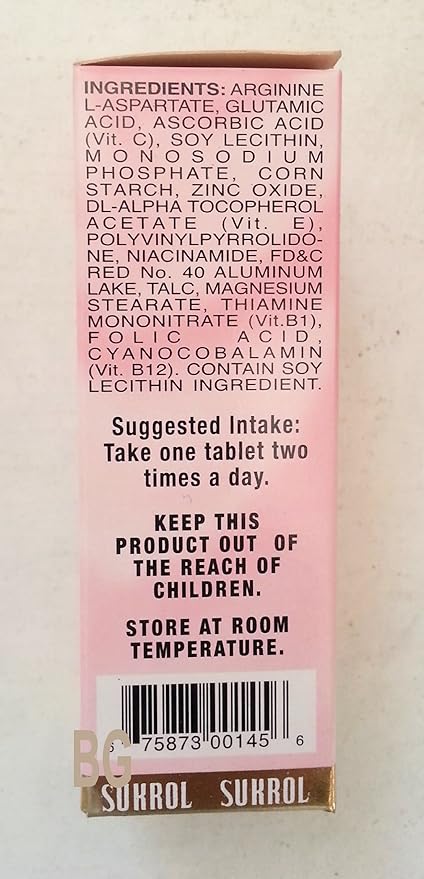 INGREDIENTS: ARGININE
L-ASPARTATE, GLUTAMIC
ACID, ASCORBIC ACID
(Vit. C), SOY LECITHIN,
MONOSODIUM
PHOSPHATE, CORN
STARCH, ZINC OXIDE,
DL-ALPHA TOCOPHEROL
ACETATE (Vit. E),
POLYVINYLPYRROLIDO-
NE, NIACINAMIDE, FD&C
RED No. 40 ALUMINUM
LAKE, TALC, MAGNESIUM
STEARATE, THIAMINE
MONONITRATE (Vit.B1),
FOLIC ACID,
CYANOCOBALAMIN
(Vit. B12). CONTAIN SOY
LECITHIN INGREDIENT.
Suggested Intake:
Take one tablet two
times a day.
KEEP THIS
PRODUCT OUT OF
THE REACH OF
CHILDREN.
STORE AT ROOM
TEMPERATURE.
6 75873 00145 6
BG
SUKROL SUKROL